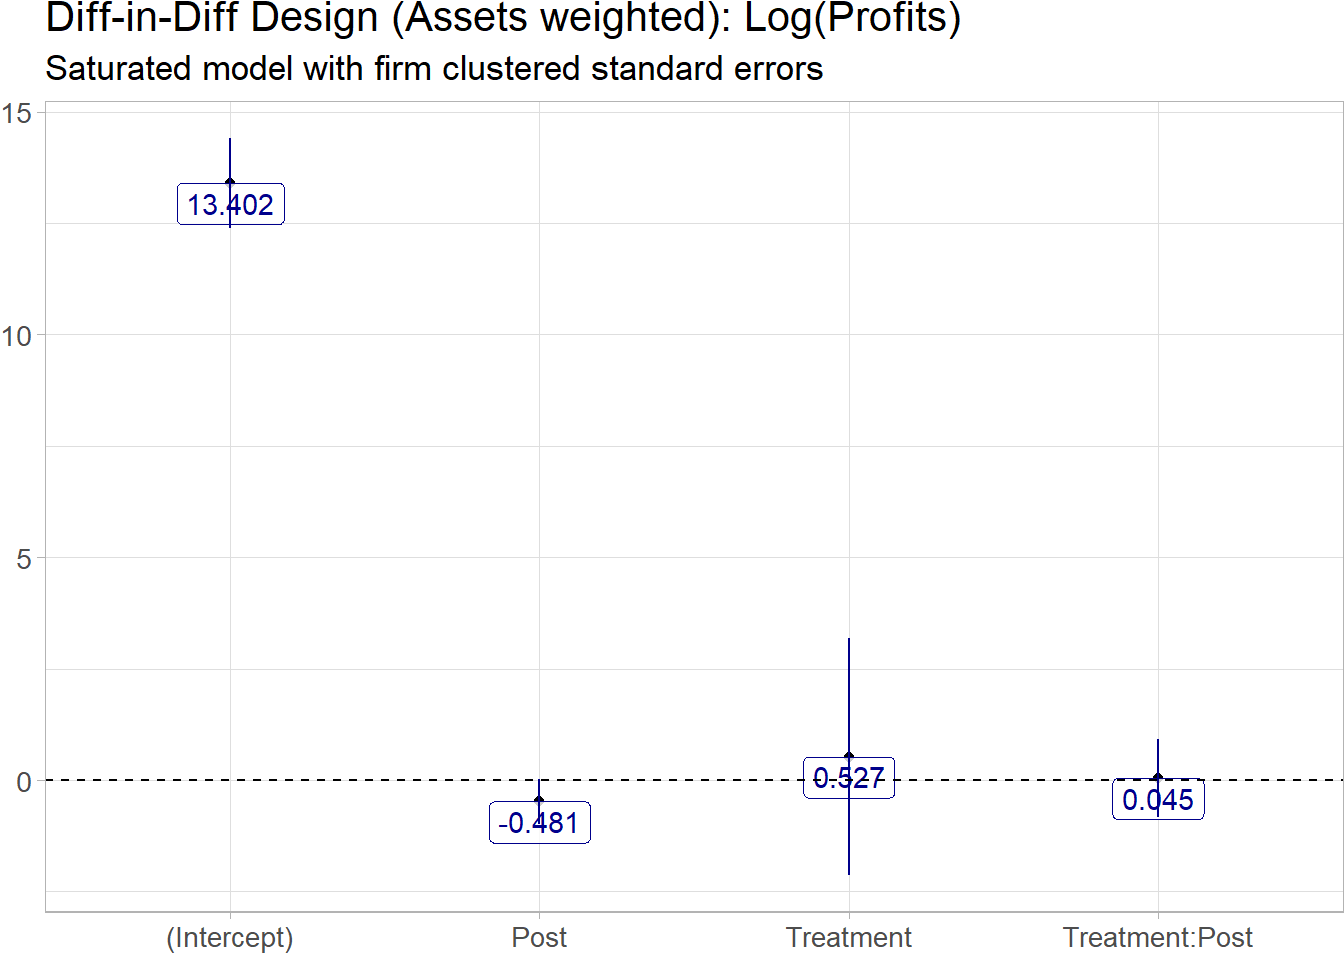 Diff-in-Diff Design (Assets weighted): Log(Profits)
Saturated model with firm clustered standard errors
15
13.402
10
5
0
-0.481
0.527
0.045
(Intercept) Post Treatment Treatment:Post